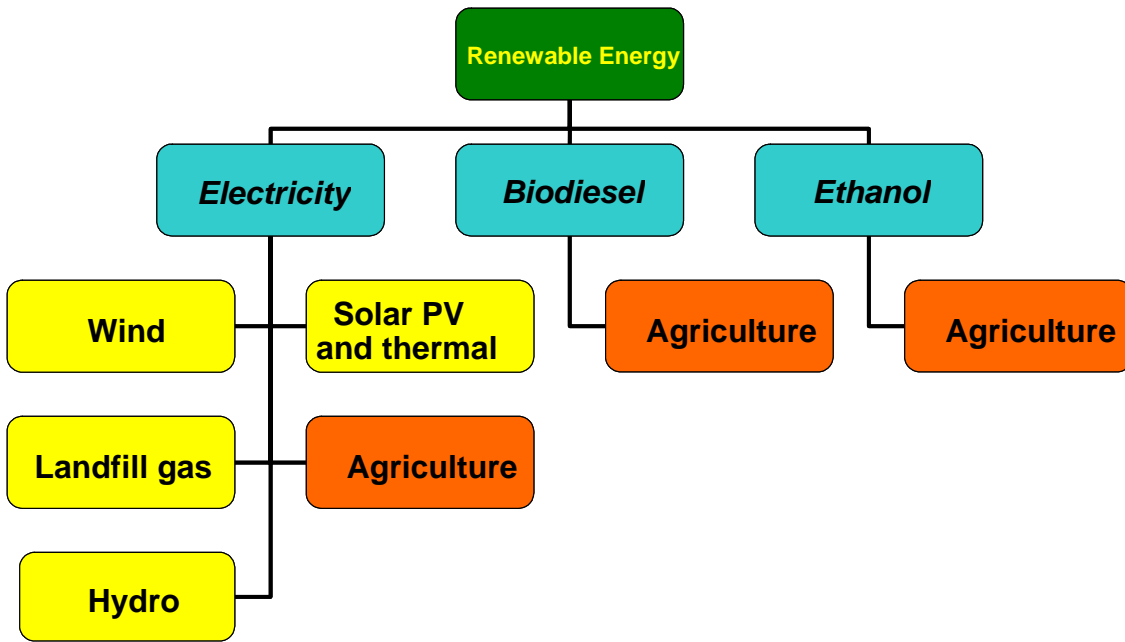 Renewable Energy
Electricity
Biodiesel
Ethanol
Wind
Solar PV
and thermal
Agriculture
Agriculture
Landfill gas
Agriculture
Hydro